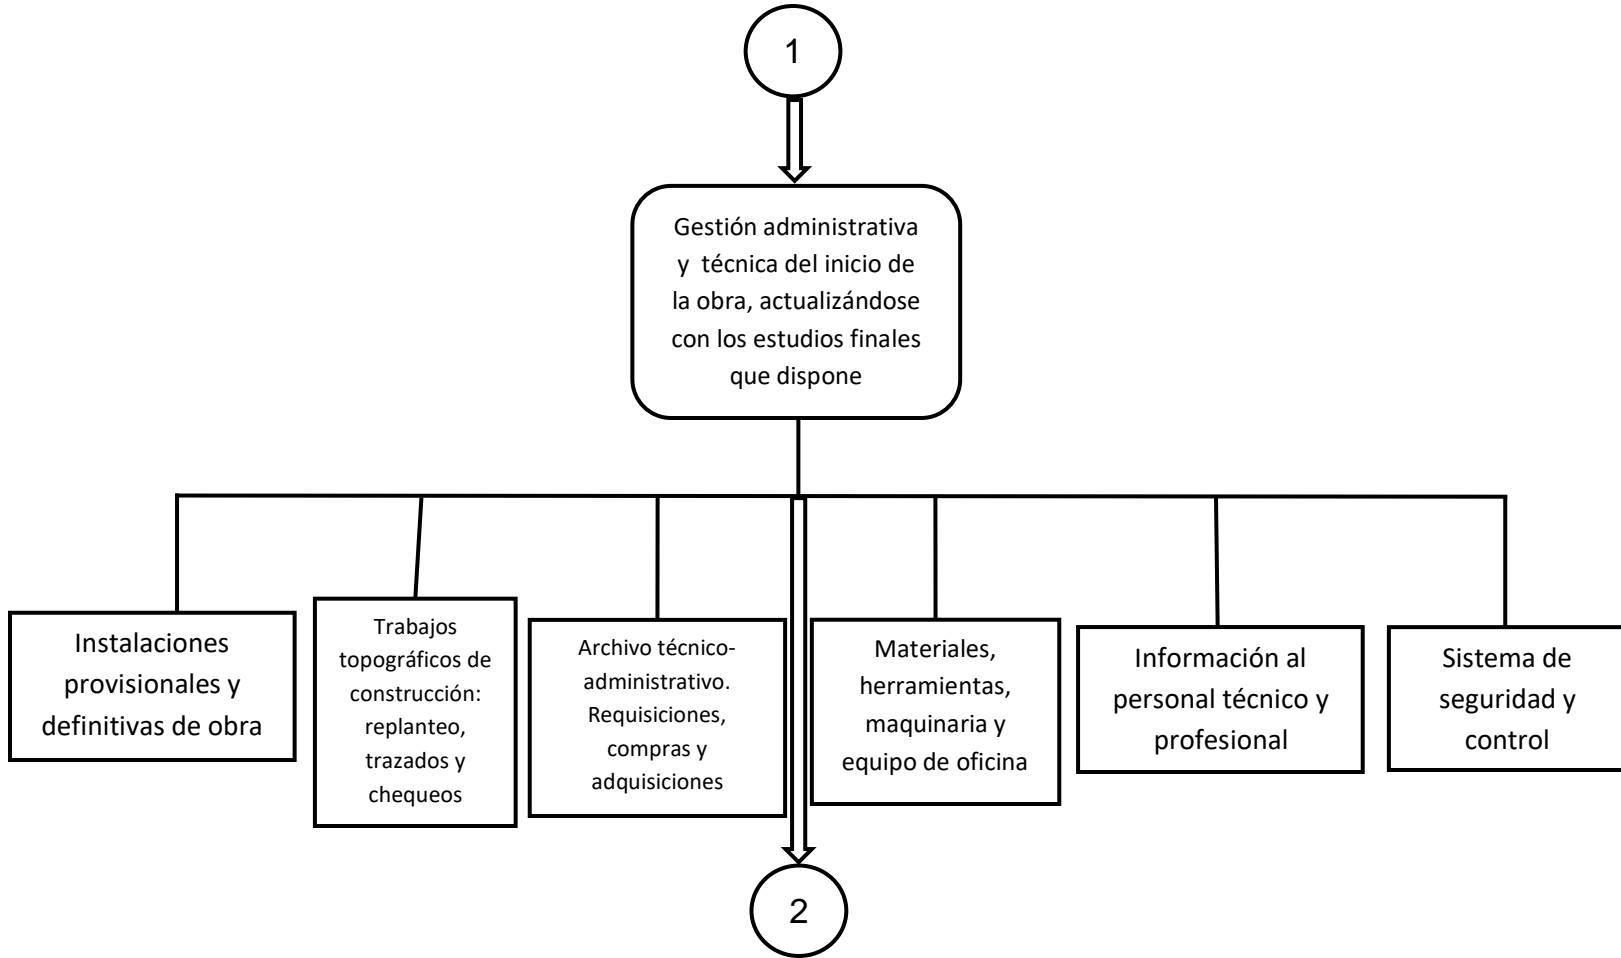 1
Gestión administrativa
y técnica del inicio de
la obra, actualizándose
con los estudios finales
que dispone
Instalaciones
provisionales y
definitivas de obra
Trabajos
topográficos de
construcción:
replanteo,
trazados y
chequeos
Archivo técnico-
administrativo.
Requisiciones,
compras y
adquisiciones
Materiales,
herramientas,
maquinaria y
equipo de oficina
Información al
personal técnico y
profesional
Sistema de
seguridad y
control
2